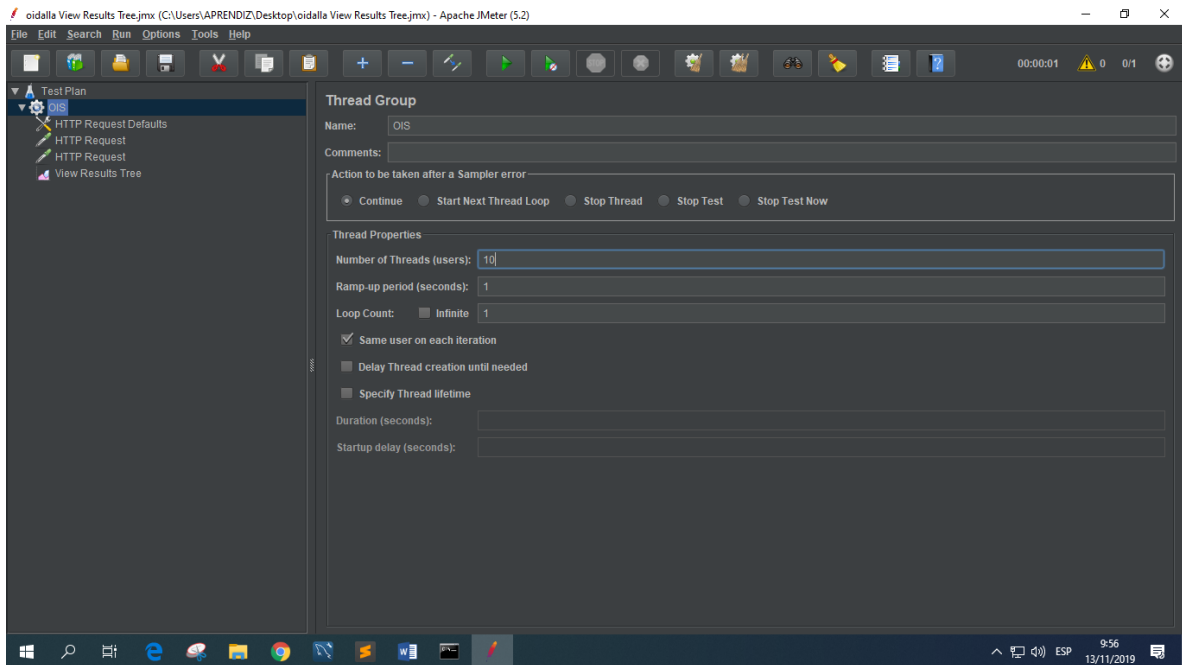 oidalla View Results Tree.jmx (C:\Users\APRENDIZ\Desktop\oidalla View Results Tree.jmx) - Apache JMeter (5.2)
File Edit Search Run Options Tools Help
00:00:01 0 0/1
Test Plan
OIS
HTTP Request Defaults
HTTP Request
HTTP Request
View Results Tree
Thread Group
Name: OIS
Comments:
Action to be taken after a Sampler error
Continue Start Next Thread Loop Stop Thread Stop Test Stop Test Now
Thread Properties
Number of Threads (users): 10
Ramp-up period (seconds): 1
Loop Count: Infinite 1
Same user on each iteration
Delay Thread creation until needed
Specify Thread lifetime
Duration (seconds):
Startup delay (seconds):
ESP
9:56
13/11/2019